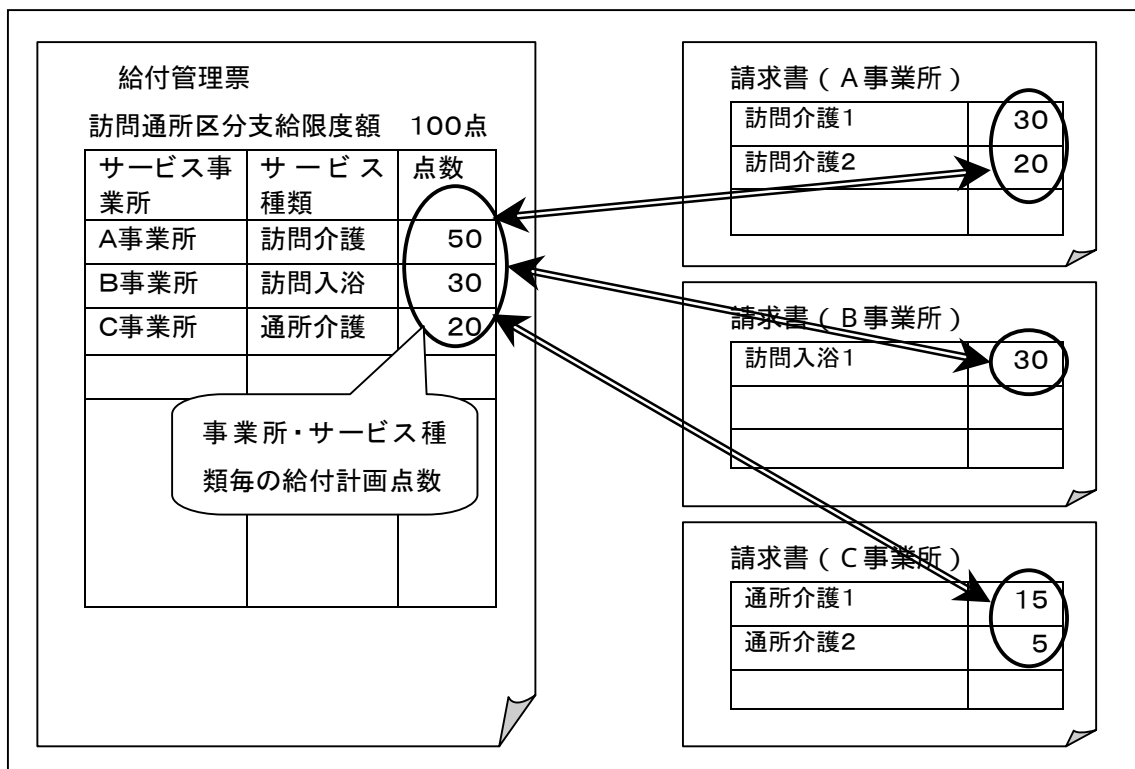 給付管理票
訪問通所区分支給限度額 100点
サービス事業所 サービス種類 点数
A事業所 訪問介護 50
B事業所 訪問入浴 30
C事業所 通所介護 20
事業所・サービス種
類毎の給付計画点数
請求書(A事業所)
訪問介護1 30
訪問介護2 20
請求書(B事業所)
訪問入浴1 30
請求書(C事業所)
通所介護1 15
通所介護2 5